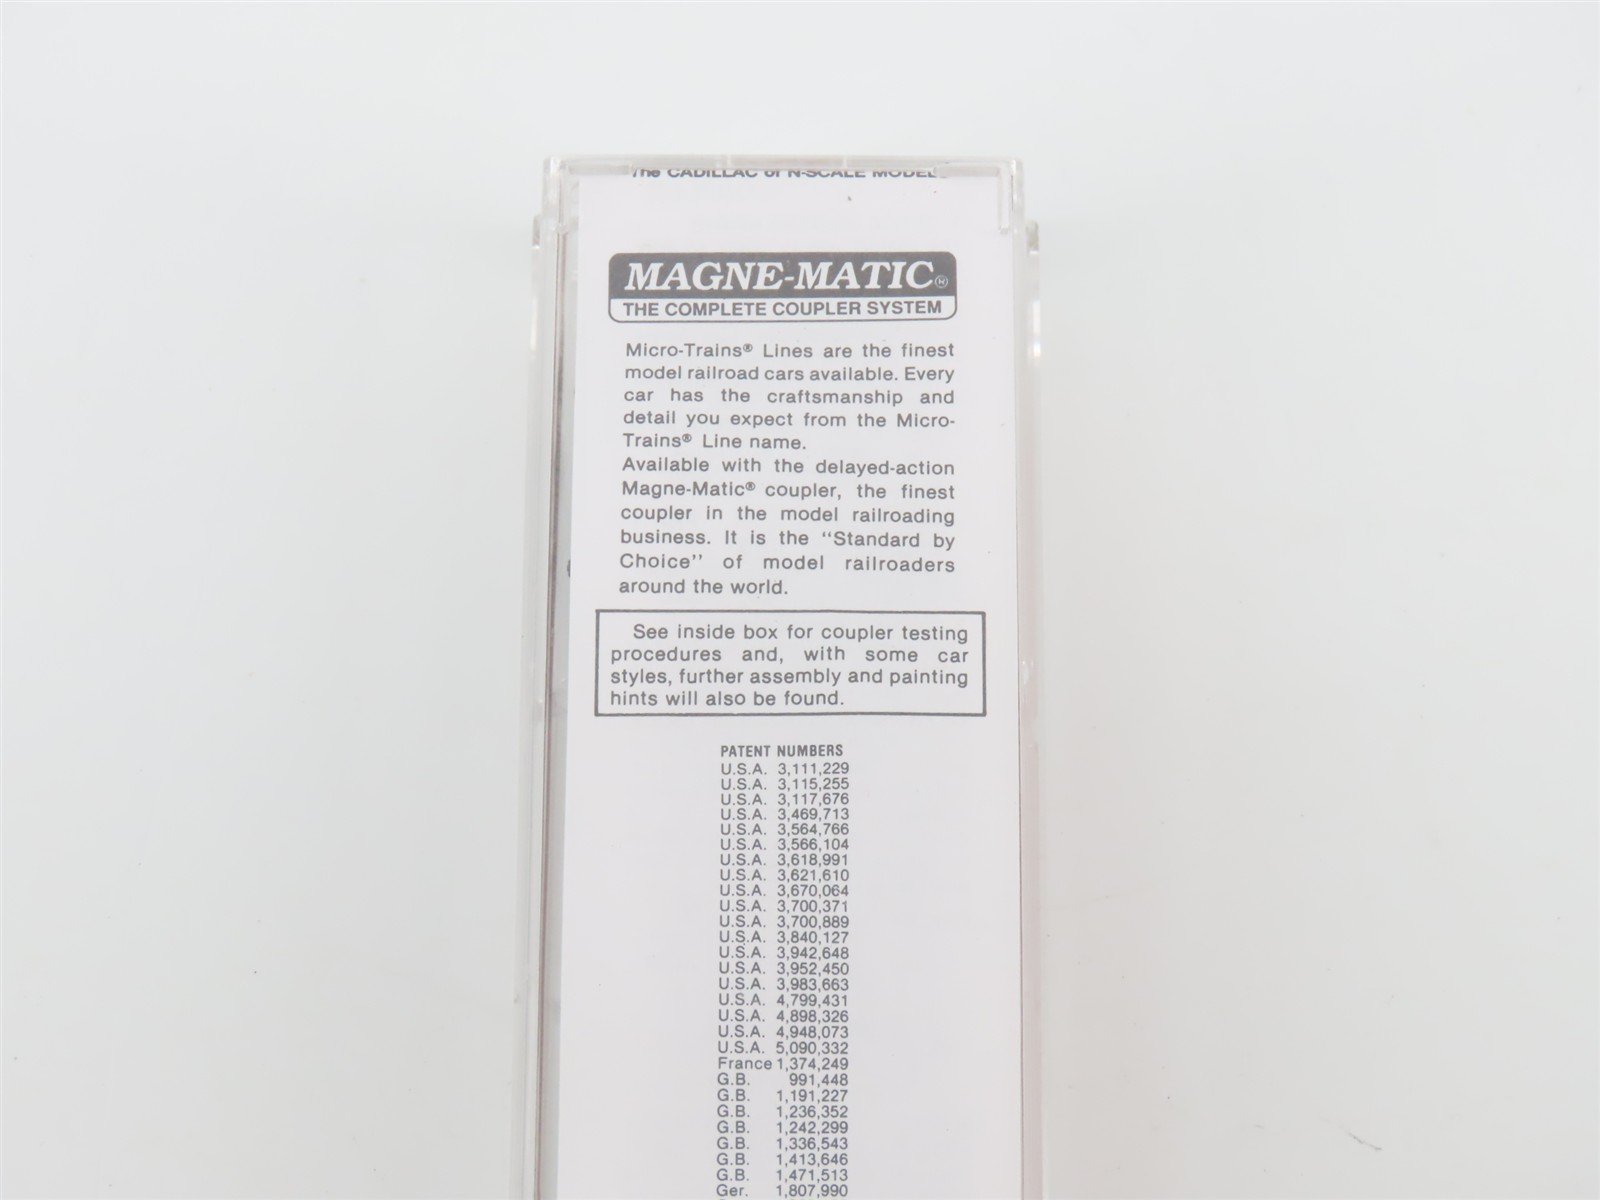 The CADILLAC of N-SCALE MODELS
MAGNE-MATIC®
THE COMPLETE COUPLER SYSTEM
Micro-Trains® Lines are the finest
model railroad cars available. Every
car has the craftsmanship and
detail you expect from the Micro-
Trains® Line name.
Available with the delayed-action
Magne-Matic® coupler, the finest
coupler in the model railroading
business. It is the "Standard by
Choice" of model railroaders
around the world.
See inside box for coupler testing
procedures and, with some car
styles, further assembly and painting
hints will also be found.
PATENT NUMBERS
U.S.A. 3,111,229
U.S.A. 3,115,255
U.S.A. 3,117,676
U.S.A. 3,469,713
U.S.A. 3,564,766
U.S.A. 3,566,104
U.S.A. 3,618,991
U.S.A. 3,621,610
U.S.A. 3,670,064
U.S.A. 3,700,371
U.S.A. 3,700,889
U.S.A. 3,840,127
U.S.A. 3,942,648
U.S.A. 3,952,450
U.S.A. 3,983,663
U.S.A. 4,799,431
U.S.A. 4,898,326
U.S.A. 4,948,073
U.S.A. 5,090,332
France 1,374,249
G.B. 991,448
G.B. 1,191,227
G.B. 1,236,352
G.B. 1,242,299
G.B. 1,336,543
G.B. 1,413,646
G.B. 1,471,513
Ger. 1,807,990